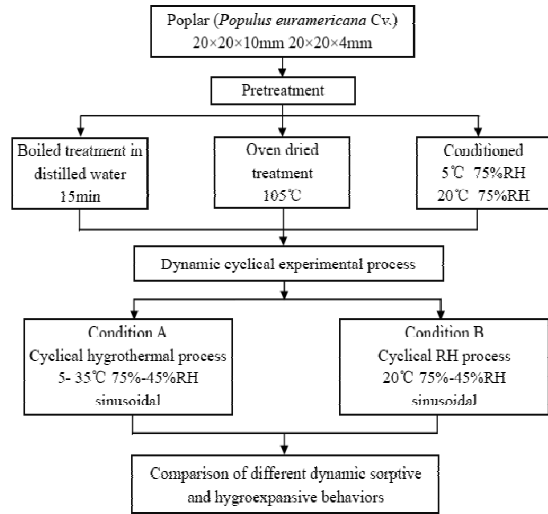 Poplar (Populus euramericana Cv.)
20×20×10mm 20×20×4mm
Pretreatment
Boiled treatment in
distilled water
15min
Oven dried
treatment
105℃
Conditioned
5℃ 75%RH
20℃ 75%RH
Dynamic cyclical experimental process
Condition A
Cyclical hygrothermal process
5- 35℃ 75%-45%RH
sinusoidal
Condition B
Cyclical RH process
20℃ 75%-45%RH
sinusoidal
Comparison of different dynamic sorptive
and hygroexpansive behaviors